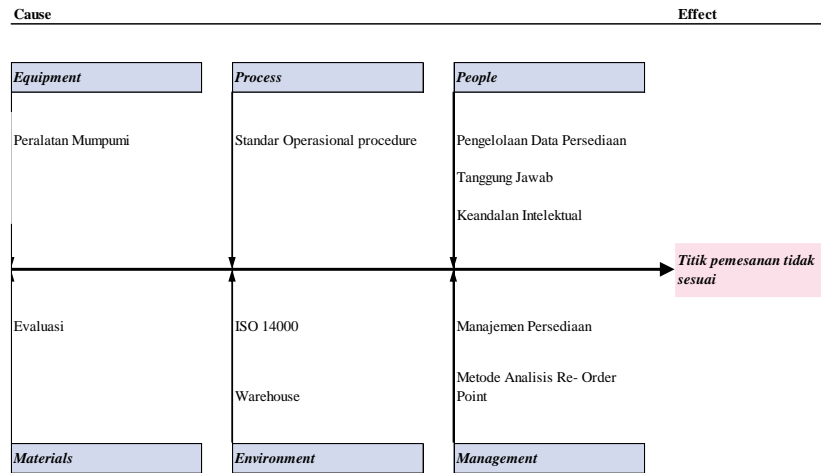 Cause Effect
Equipment Process People
Peralatan Mumpumi Standar Operasional procedure Pengelolaan Data Persediaan
Tanggung Jawab
Keandalan Intelektual
Titik pemesanan tidak
sesuai
Evaluasi ISO 14000 Manajemen Persediaan
Metode Analisis Re- Order
Point
Warehouse
Materials Environment Management